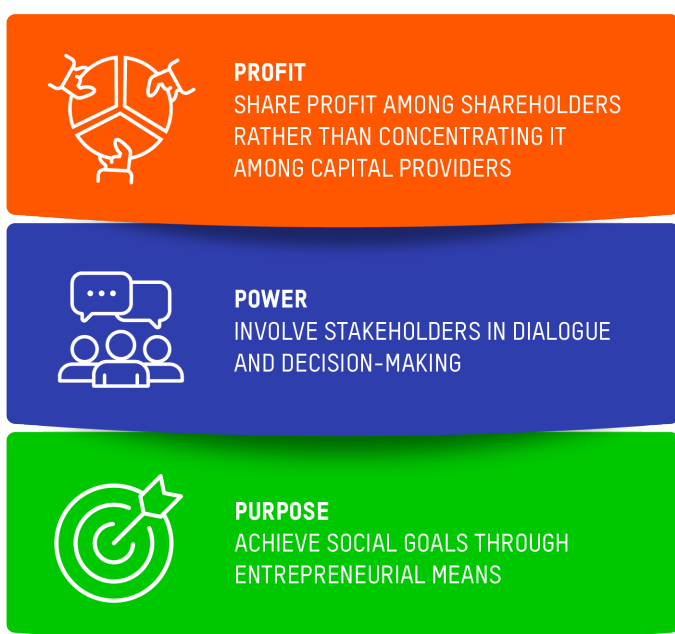 PROFIT
SHARE PROFIT AMONG SHAREHOLDERS
RATHER THAN CONCENTRATING IT
AMONG CAPITAL PROVIDERS
POWER
INVOLVE STAKEHOLDERS IN DIALOGUE
AND DECISION-MAKING
PURPOSE
ACHIEVE SOCIAL GOALS THROUGH
ENTREPRENEURIAL MEANS